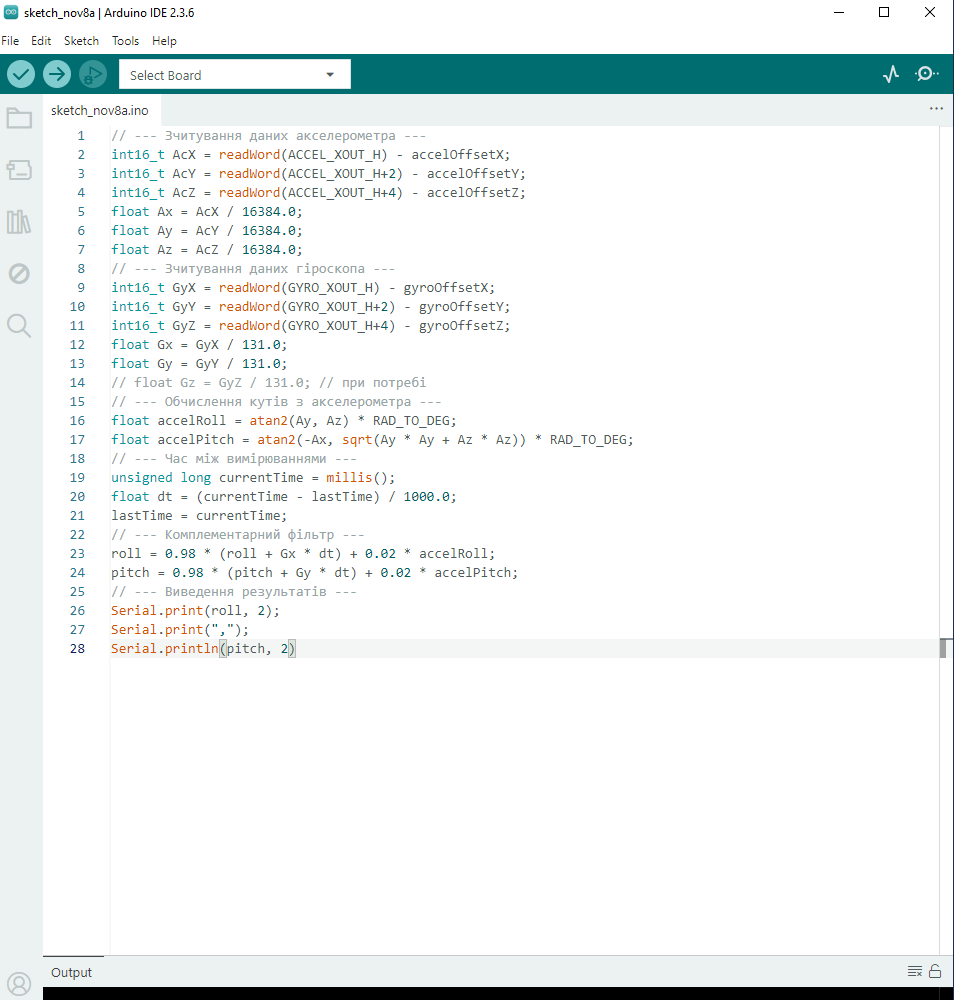 sketch_nov8a | Arduino IDE 2.3.6
File Edit Sketch Tools Help
Select Board
sketch_nov8a.ino
1 // --- Зчитування даних акселерометра ---
2 int16_t AcX = readWord(ACCEL_XOUT_H) - accelOffsetX;
3 int16_t AcY = readWord(ACCEL_XOUT_H+2) - accelOffsetY;
4 int16_t AcZ = readWord(ACCEL_XOUT_H+4) - accelOffsetZ;
5 float Ax = AcX / 16384.0;
6 float Ay = AcY / 16384.0;
7 float Az = AcZ / 16384.0;
8 // --- Зчитування даних гіроскопа ---
9 int16_t GyX = readWord(GYRO_XOUT_H) - gyroOffsetX;
10 int16_t GyY = readWord(GYRO_XOUT_H+2) - gyroOffsetY;
11 int16_t GyZ = readWord(GYRO_XOUT_H+4) - gyroOffsetZ;
12 float Gx = GyX / 131.0;
13 float Gy = GyY / 131.0;
14 // float Gz = GyZ / 131.0; // при потребі
15 // --- Обчислення кутів з акселерометра ---
16 float accelRoll = atan2(Ay, Az) * RAD_TO_DEG;
17 float accelPitch = atan2(-Ax, sqrt(Ay * Ay + Az * Az)) * RAD_TO_DEG;
18 // --- Час між вимірюваннями ---
19 unsigned long currentTime = millis();
20 float dt = (currentTime - lastTime) / 1000.0;
21 lastTime = currentTime;
22 // --- Комплементарний фільтр ---
23 roll = 0.98 * (roll + Gx * dt) + 0.02 * accelRoll;
24 pitch = 0.98 * (pitch + Gy * dt) + 0.02 * accelPitch;
25 // --- Виведення результатів ---
26 Serial.print(roll, 2);
27 Serial.print(",");
28 Serial.println(pitch, 2)
Output